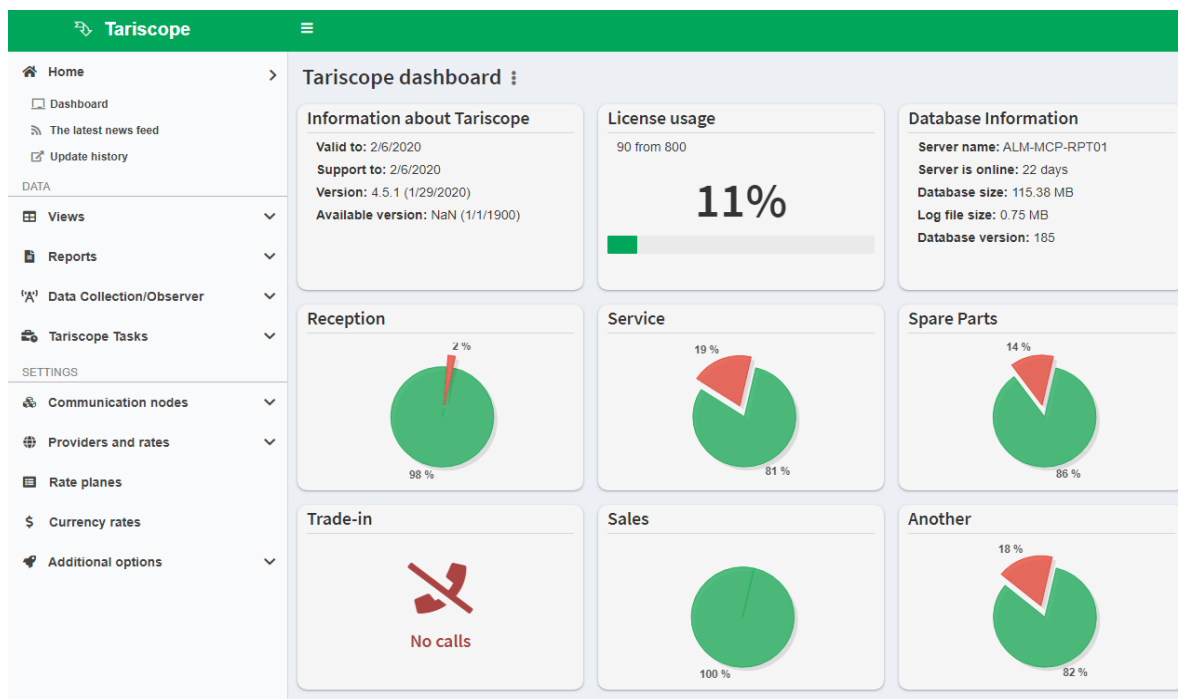 Tariscope
Home
Dashboard
The latest news feed
Update history
DATA
Views
Reports
Data Collection/Observer
Tariscope Tasks
SETTINGS
Communication nodes
Providers and rates
Rate planes
Currency rates
Additional options
Tariscope dashboard
Information about Tariscope
Valid to: 2/6/2020
Support to: 2/6/2020
Version: 4.5.1 (1/29/2020)
Available version: NaN (1/1/1900)
License usage
90 from 800
11%
Database Information
Server name: ALM-MCP-RPT01
Server is online: 22 days
Database size: 115.38 MB
Log file size: 0.75 MB
Database version: 185
Reception
2 %
98 %
Service
19 %
81 %
Spare Parts
14 %
86 %
Trade-in
No calls
Sales
100 %
Another
18 %
82 %